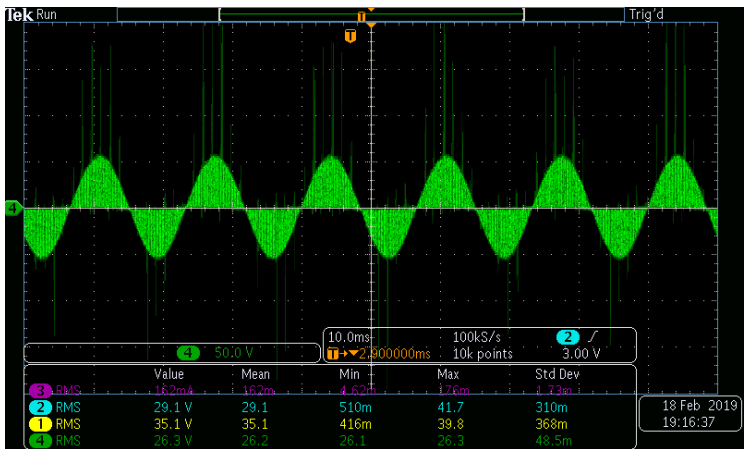 Tek Run Trig'd
T
T
4
4 50.0 V
10.0ms 100kS/s 2 ∫
T→▼2.900000ms 10k points 3.00 V
Value Mean Min Max Std Dev
3 RMS 162mA 162m 4.62m 176m 1.73m
2 RMS 29.1 V 29.1 510m 41.7 310m
1 RMS 35.1 V 35.1 416m 39.8 368m
4 RMS 26.3 V 26.2 26.1 26.3 48.5m
18 Feb 2019
19:16:37